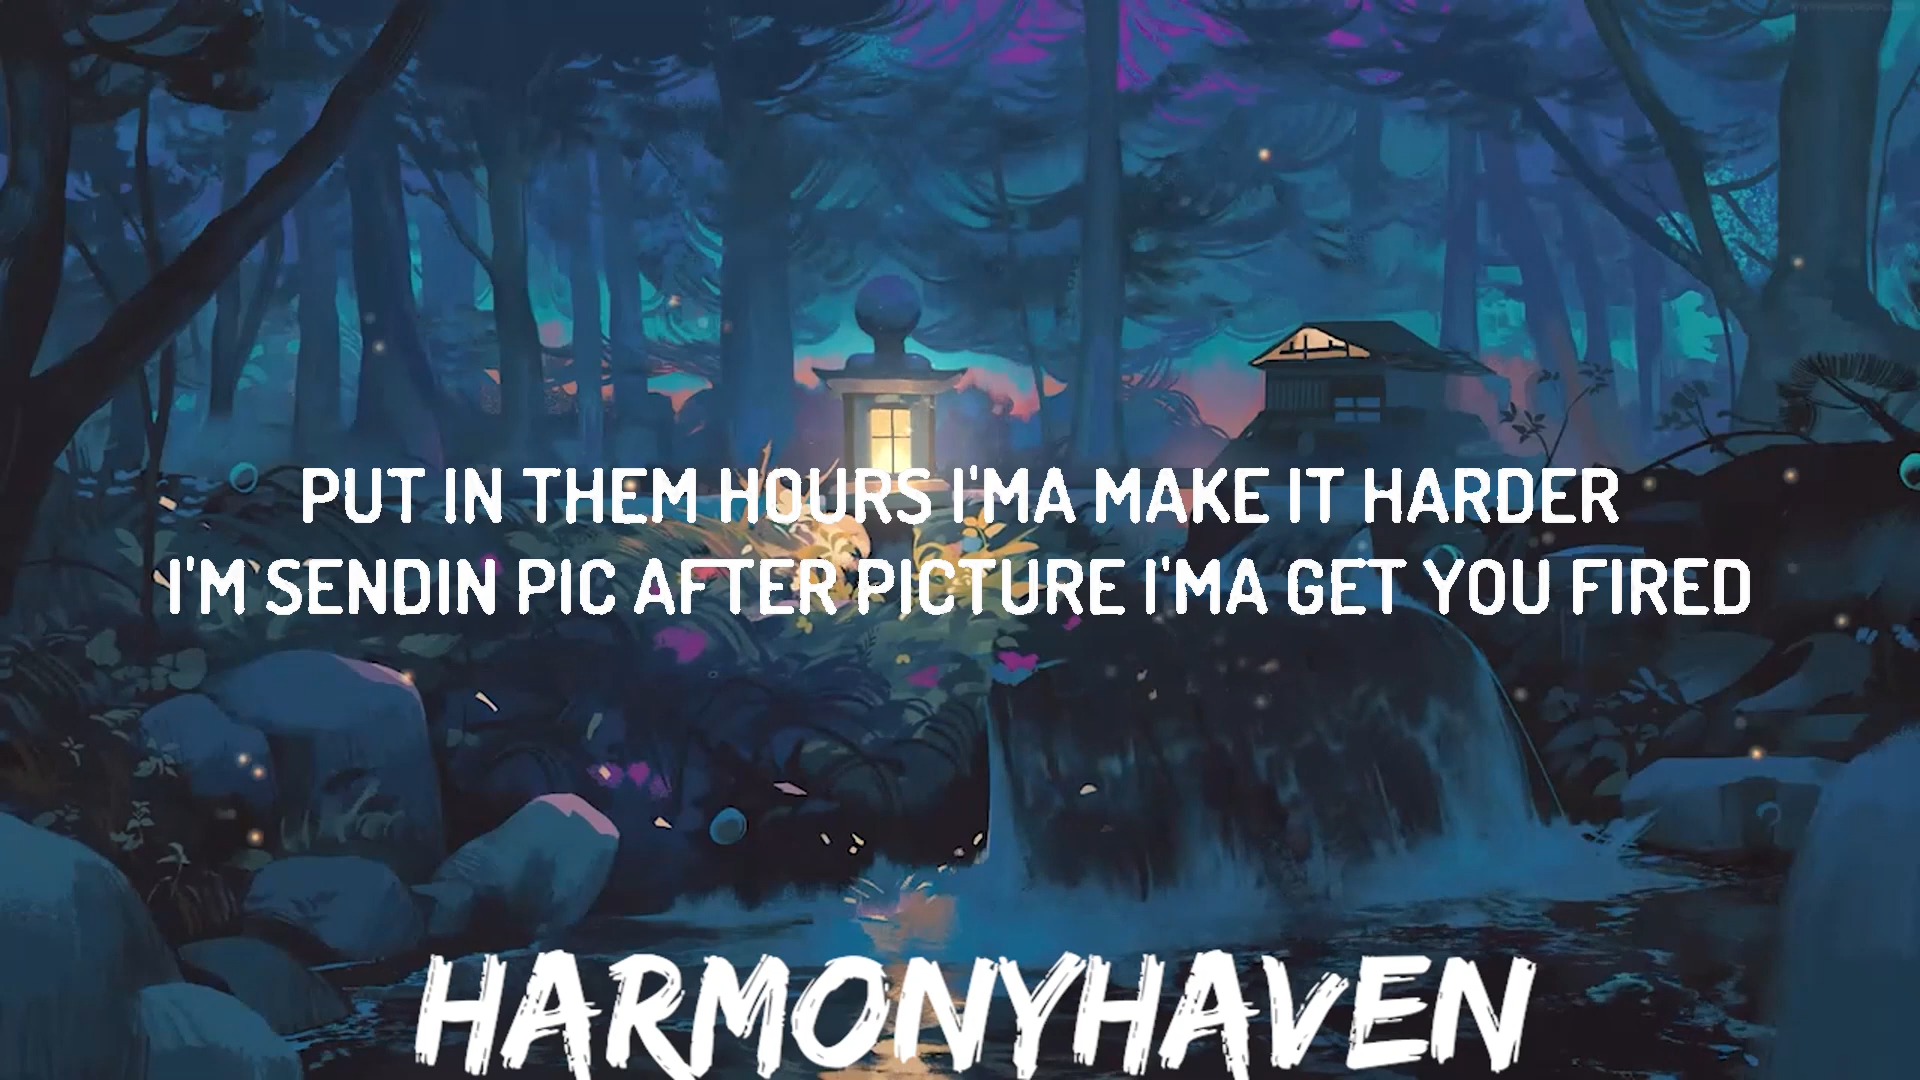 PUT IN THEM HOURS I'MA MAKE IT HARDER
I'M SENDIN PIC AFTER PICTURE I'MA GET YOU FIRED
HARMONYHAVEN